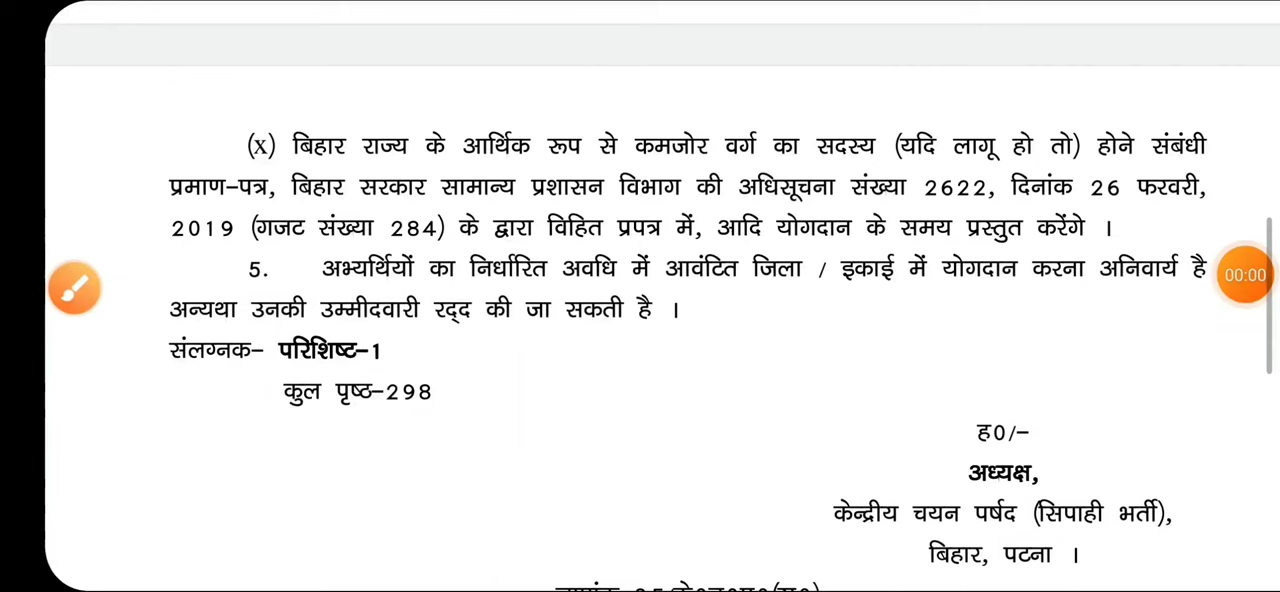 (x) बिहार राज्य के आर्थिक रूप से कमजोर वर्ग का सदस्य (यदि लागू हो तो) होने संबंधी
प्रमाण-पत्र, बिहार सरकार सामान्य प्रशासन विभाग की अधिसूचना संख्या 2622, दिनांक 26 फरवरी,
2019 (गजट संख्या 284) के द्वारा विहित प्रपत्र में, आदि योगदान के समय प्रस्तुत करेंगे ।
5. अभ्यर्थियों का निर्धारित अवधि में आवंटित जिला / इकाई में योगदान करना अनिवार्य है
00:00
अन्यथा उनकी उम्मीदवारी रद्द की जा सकती है ।
संलग्नक- परिशिष्ट-1
कुल पृष्ठ-298
ह0/-
अध्यक्ष,
केन्द्रीय चयन पर्षद (सिपाही भर्ती),
बिहार, पटना ।